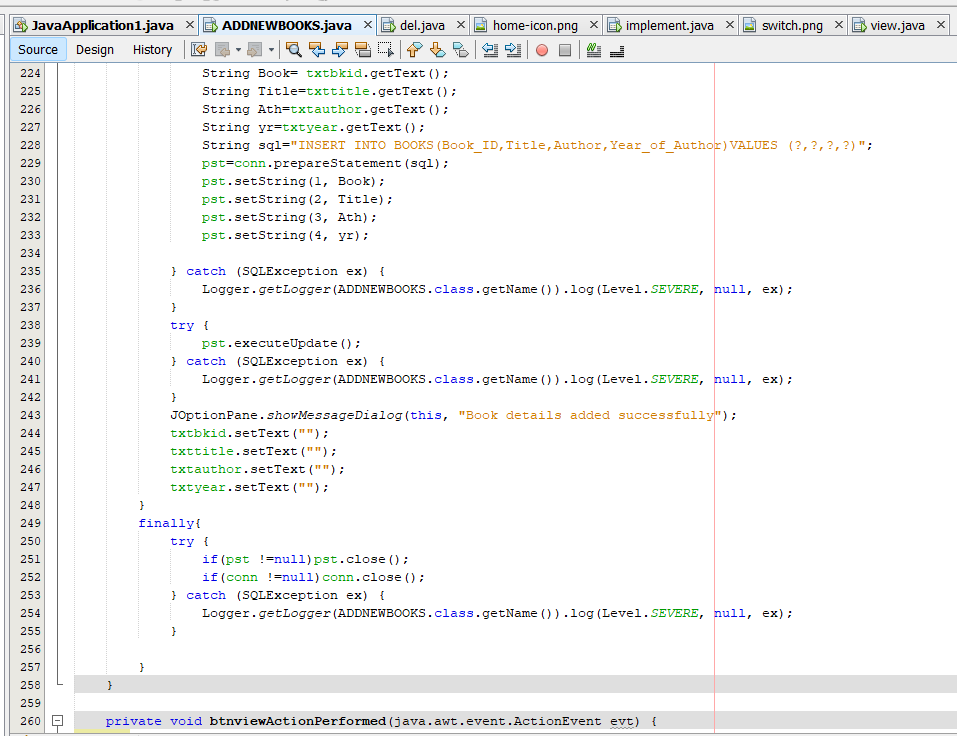 JavaApplication1.java ADDNEWBOOKS.java del.java home-icon.png implement.java switch.png view.java
Source Design History
224 String Book= txtbkid.getText();
225 String Title=txttitle.getText();
226 String Ath=txtauthor.getText();
227 String yr=txtyear.getText();
228 String sql="INSERT INTO BOOKS(Book_ID,Title,Author,Year_of_Author)VALUES (?,?,?,?)";
229 pst=conn.prepareStatement(sql);
230 pst.setString(1, Book);
231 pst.setString(2, Title);
232 pst.setString(3, Ath);
233 pst.setString(4, yr);
234
235 } catch (SQLException ex) {
236 Logger.getLogger(ADDNEWBOOKS.class.getName()).log(Level.SEVERE, null, ex);
237 }
238 try {
239 pst.executeUpdate();
240 } catch (SQLException ex) {
241 Logger.getLogger(ADDNEWBOOKS.class.getName()).log(Level.SEVERE, null, ex);
242 }
243 JOptionPane.showMessageDialog(this, "Book details added successfully");
244 txtbkid.setText("");
245 txttitle.setText("");
246 txtauthor.setText("");
247 txtyear.setText("");
248 }
249 finally{
250 try {
251 if(pst !=null)pst.close();
252 if(conn !=null)conn.close();
253 } catch (SQLException ex) {
254 Logger.getLogger(ADDNEWBOOKS.class.getName()).log(Level.SEVERE, null, ex);
255 }
256
257 }
258 }
259
260 private void btnviewActionPerformed(java.awt.event.ActionEvent evt) {